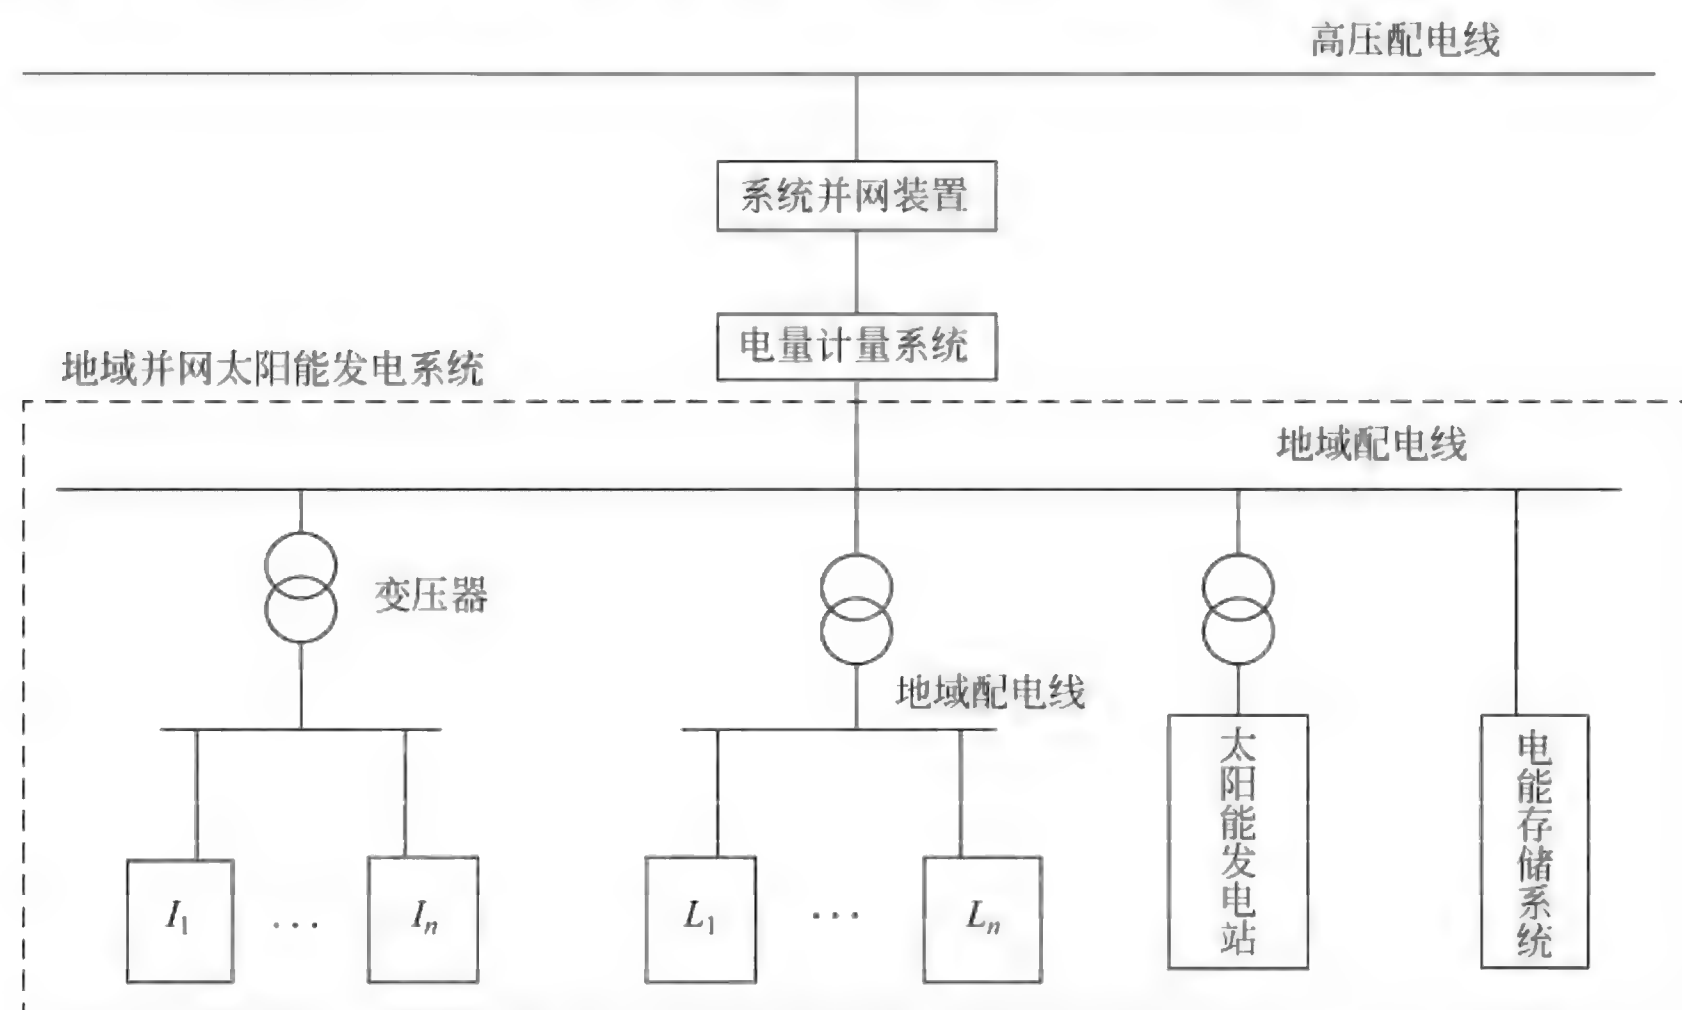 高压配电线
系统并网装置
电量计量系统
地域并网太阳能发电系统
地域配电线
变压器
地域配电线
太阳能发电站
电能存储系统
I₁
...
Iₙ
L₁
...
Lₙ